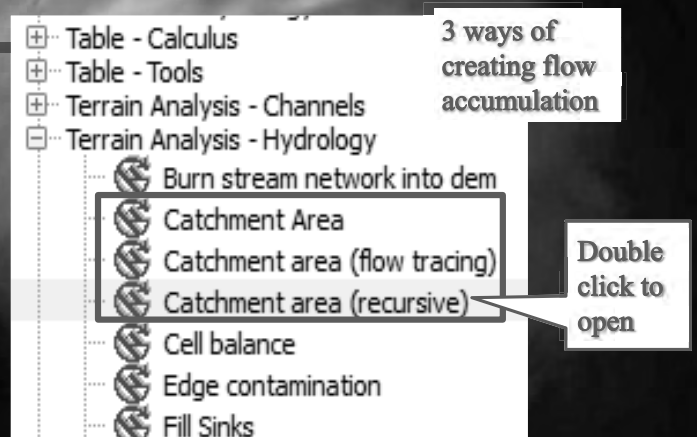 Table - Calculus
Table - Tools
Terrain Analysis - Channels
Terrain Analysis - Hydrology
Burn stream network into dem
Catchment Area
Catchment area (flow tracing)
Catchment area (recursive)
Cell balance
Edge contamination
Fill Sinks
3 ways of
creating flow
accumulation
Double
click to
open